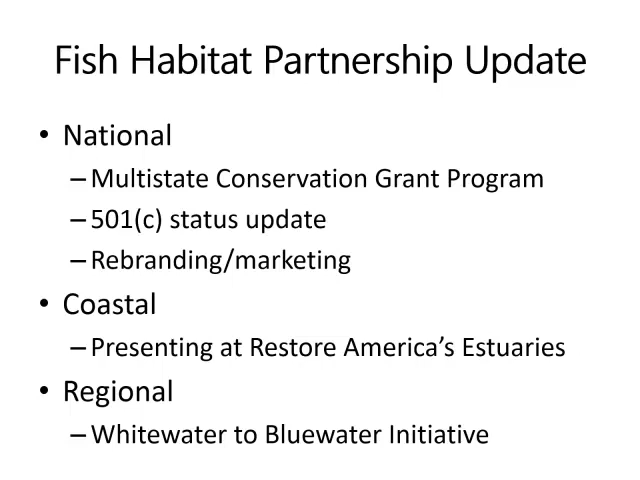 Fish Habitat Partnership Update
• National
– Multistate Conservation Grant Program
– 501(c) status update
– Rebranding/marketing
• Coastal
– Presenting at Restore America’s Estuaries
• Regional
– Whitewater to Bluewater Initiative